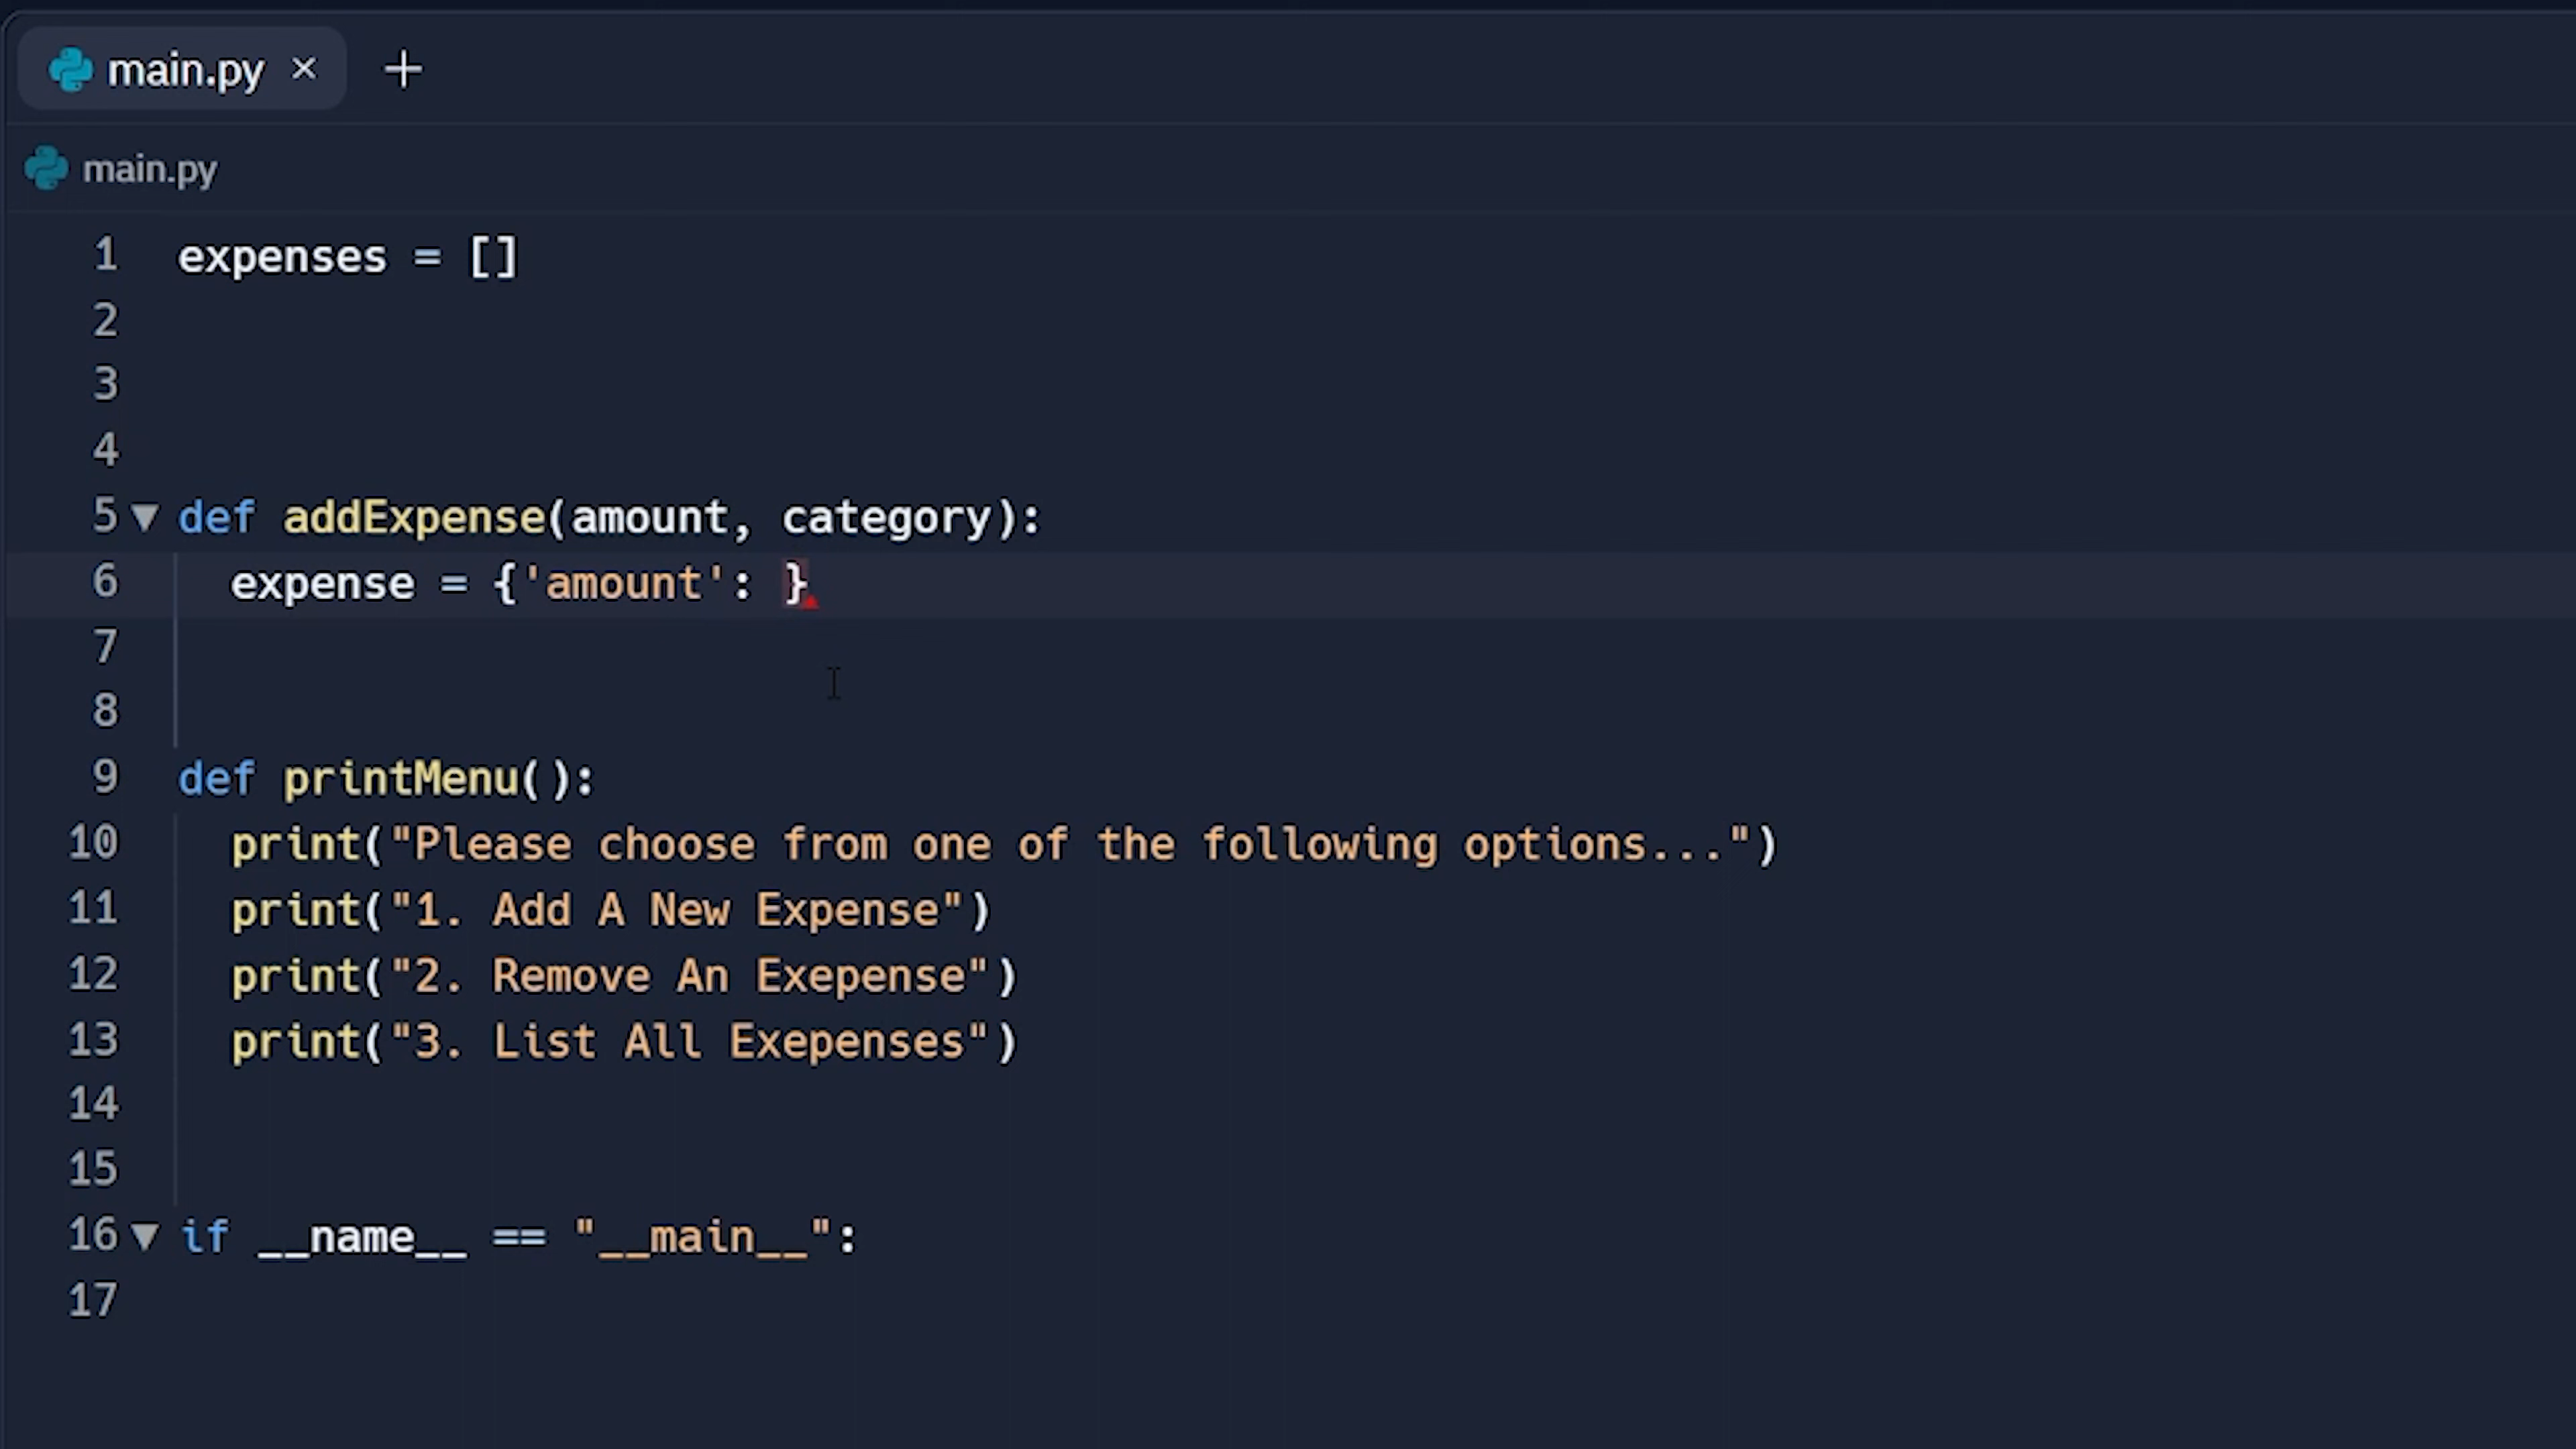 main.py
main.py
1 expenses = []
2
3
4
5 def addExpense(amount, category):
6   expense = {'amount': }
7
8
9 def printMenu():
10   print("Please choose from one of the following options...")
11   print("1. Add A New Expense")
12   print("2. Remove An Exepense")
13   print("3. List All Exepenses")
14
15
16 if __name__ == "__main__":
17